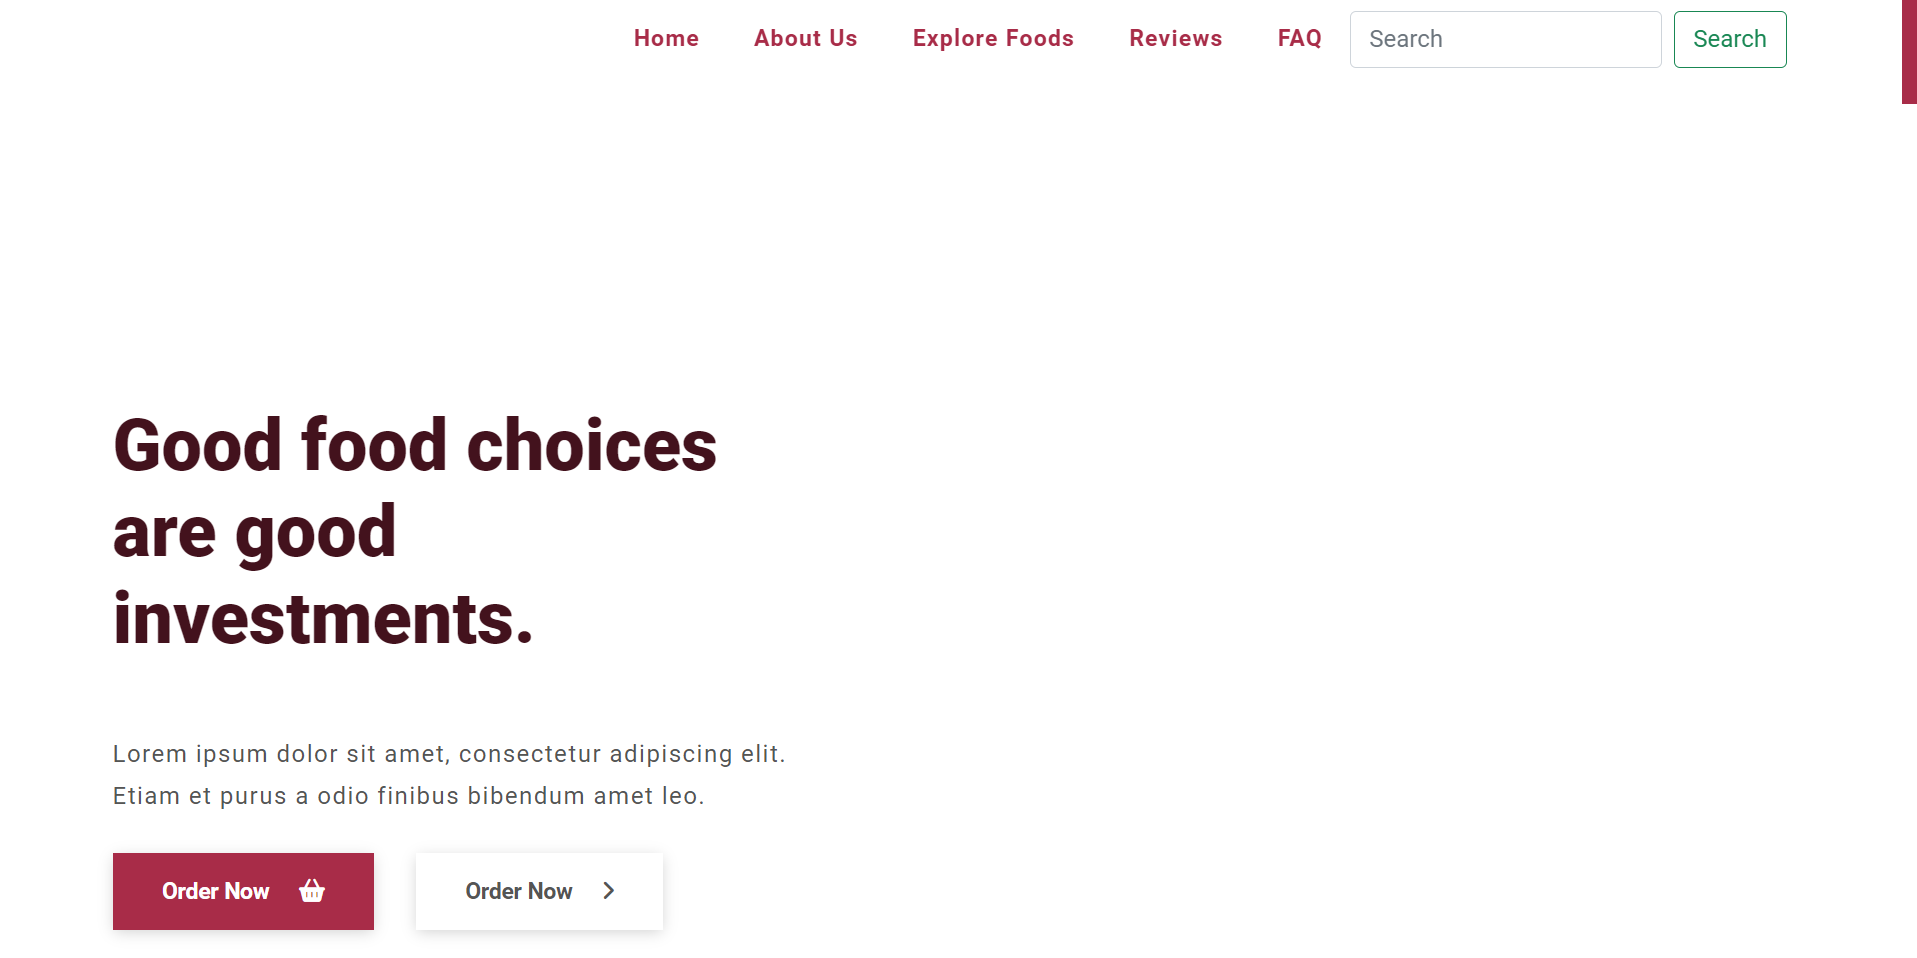 Home About Us Explore Foods Reviews FAQ Search Search
Good food choices
are good
investments.
Lorem ipsum dolor sit amet, consectetur adipiscing elit.
Etiam et purus a odio finibus bibendum amet leo.
Order Now Order Now